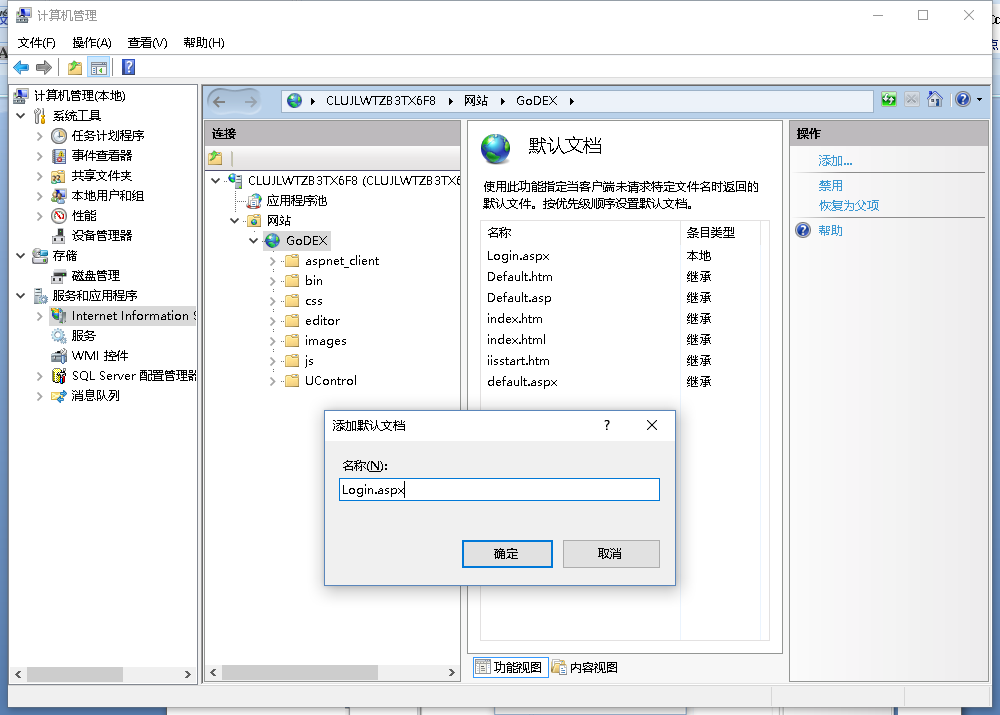 计算机管理
文件(F) 操作(A) 查看(V) 帮助(H)
计算机管理(本地)
系统工具
任务计划程序
事件查看器
共享文件夹
本地用户和组
性能
设备管理器
存储
磁盘管理
服务和应用程序
Internet Information S
服务
WMI 控件
SQL Server 配置管理器
消息队列
CLUJLWTZB3TX6F8 网站 GoDEX
连接
CLUJLWTZB3TX6F8 (CLUJLWTZB3TX6
应用程序池
网站
GoDEX
aspnet_client
bin
css
editor
images
js
UControl
默认文档
使用此功能指定当客户端未请求特定文件名时返回的
默认文件。按优先级顺序设置默认文档。
名称 条目类型
Login.aspx 本地
Default.htm 继承
Default.asp 继承
index.htm 继承
index.html 继承
iisstart.htm 继承
default.aspx 继承
操作
添加...
禁用
恢复为父项
帮助
添加默认文档
名称(N):
Login.aspx
确定 取消
功能视图 内容视图